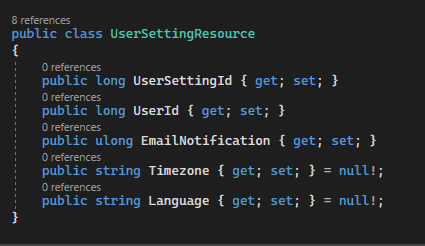 8 references
public class UserSettingResource
{
0 references
public long UserSettingId { get; set; }
0 references
public long UserId { get; set; }
0 references
public ulong EmailNotification { get; set; }
0 references
public string Timezone { get; set; } = null!;
0 references
public string Language { get; set; } = null!;
}